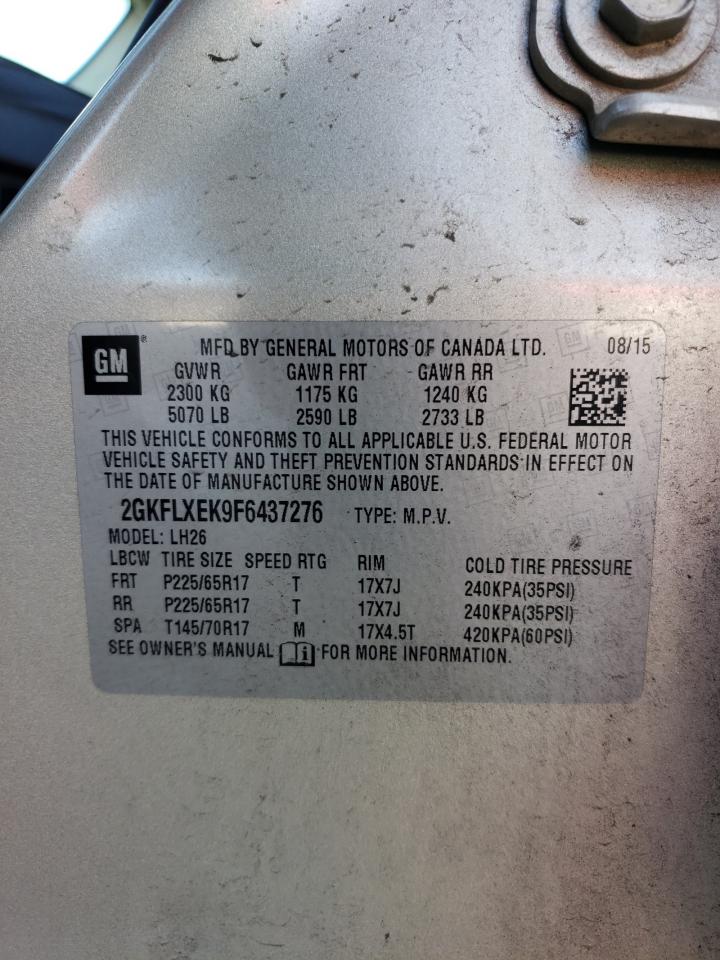 GM ® MFD BY GENERAL MOTORS OF CANADA LTD. 08/15
GVWR GAWR FRT GAWR RR
2300 KG 1175 KG 1240 KG
5070 LB 2590 LB 2733 LB
THIS VEHICLE CONFORMS TO ALL APPLICABLE U.S. FEDERAL MOTOR
VEHICLE SAFETY AND THEFT PREVENTION STANDARDS IN EFFECT ON
THE DATE OF MANUFACTURE SHOWN ABOVE.
2GKFLXEK9F6437276 TYPE: M.P.V.
MODEL: LH26
LBCW TIRE SIZE SPEED RTG RIM COLD TIRE PRESSURE
FRT P225/65R17 T 17X7J 240KPA(35PSI)
RR P225/65R17 T 17X7J 240KPA(35PSI)
SPA T145/70R17 M 17X4.5T 420KPA(60PSI)
SEE OWNER'S MANUAL i FOR MORE INFORMATION.